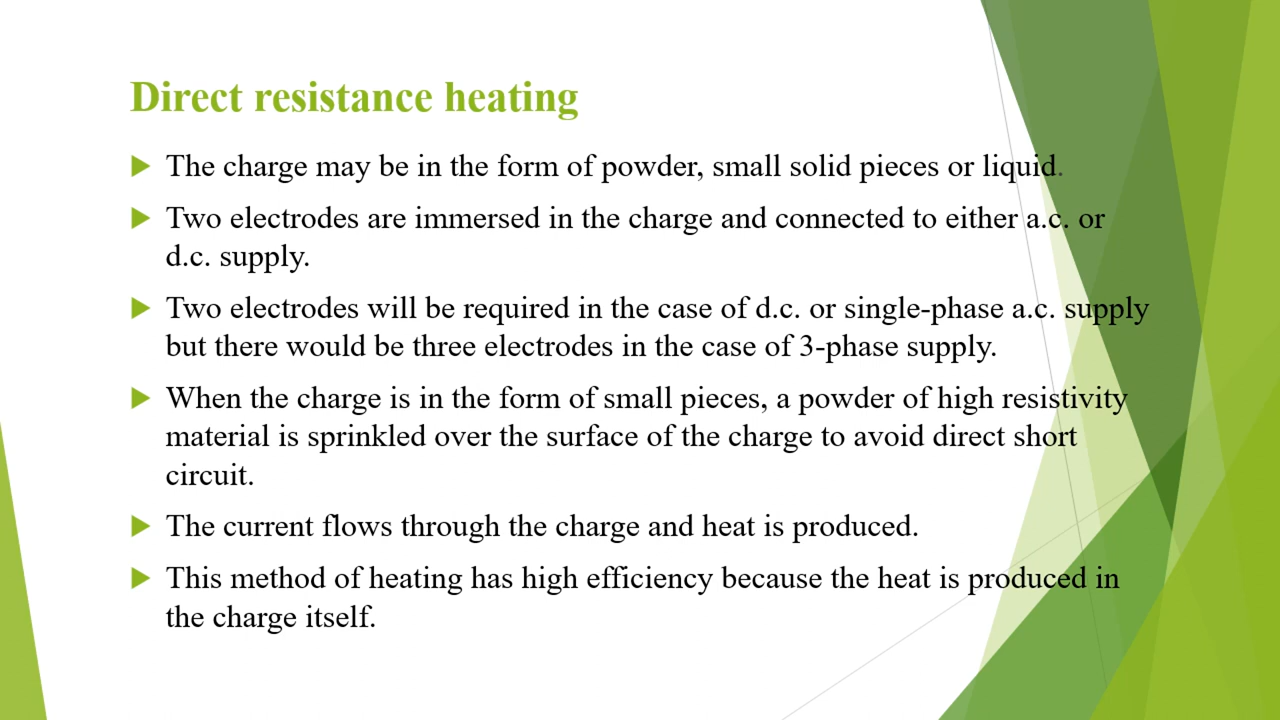 Direct resistance heating
The charge may be in the form of powder, small solid pieces or liquid.
Two electrodes are immersed in the charge and connected to either a.c. or
d.c. supply.
Two electrodes will be required in the case of d.c. or single-phase a.c. supply
but there would be three electrodes in the case of 3-phase supply.
When the charge is in the form of small pieces, a powder of high resistivity
material is sprinkled over the surface of the charge to avoid direct short
circuit.
The current flows through the charge and heat is produced.
This method of heating has high efficiency because the heat is produced in
the charge itself.